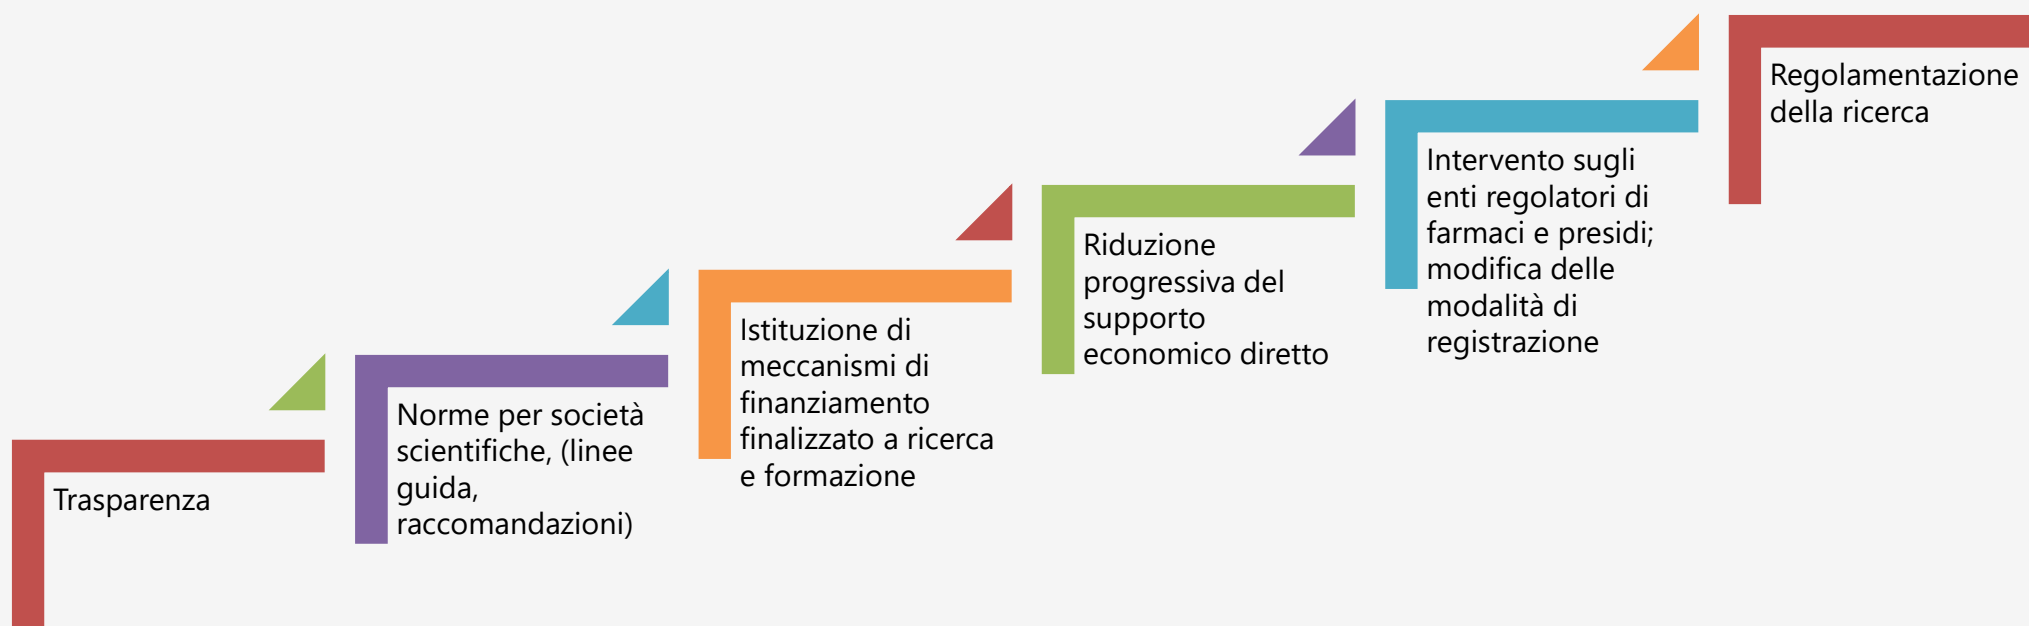 Trasparenza
Norme per società
scientifiche, (linee
guida,
raccomandazioni)
Istituzione di
meccanismi di
finanziamento
finalizzato a ricerca
e formazione
Riduzione
progressiva del
supporto
economico diretto
Intervento sugli
enti regolatori di
farmaci e presidi;
modifica delle
modalità di
registrazione
Regolamentazione
della ricerca